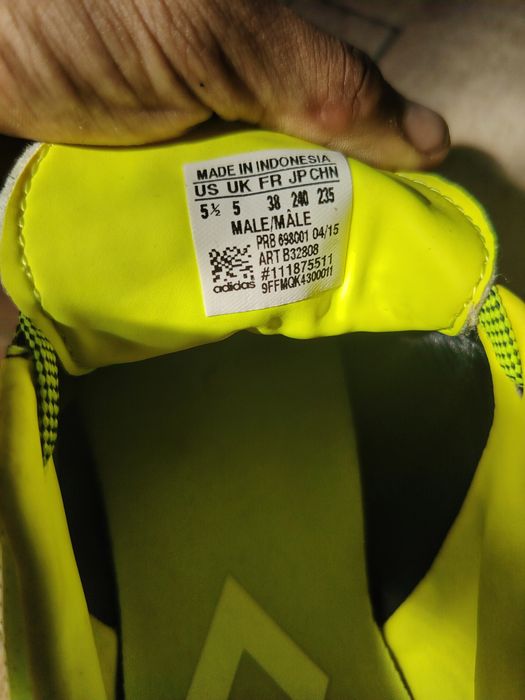 MADE IN INDONESIA
US UK FR JP CHN
5½ 5 38 240 235
MALE/MÂLE
PRB 698001 04/15
ART B32808
#111875511
adidas 9FFMQK4300011